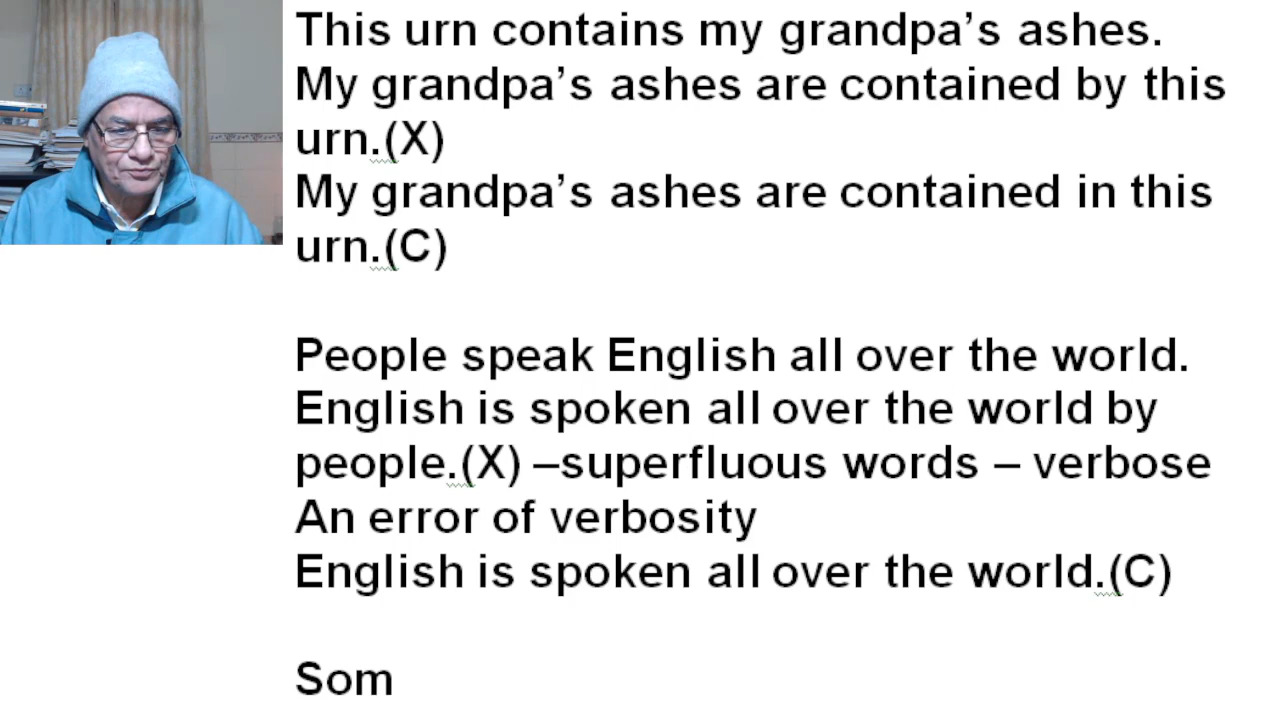 This urn contains my grandpa’s ashes.
My grandpa’s ashes are contained by this
urn.(X)
My grandpa’s ashes are contained in this
urn.(C)
People speak English all over the world.
English is spoken all over the world by
people.(X) –superfluous words – verbose
An error of verbosity
English is spoken all over the world.(C)
Som